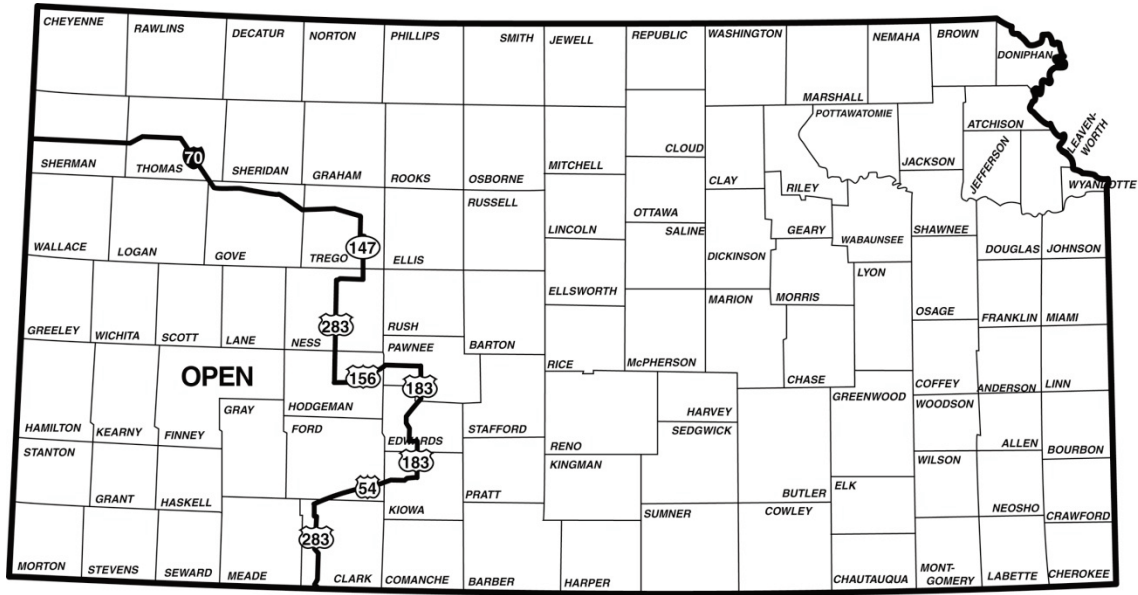 CHEYENNE
RAWLINS
DECATUR
NORTON
PHILLIPS
SMITH
JEWELL
REPUBLIC
WASHINGTON
MARSHALL
NEMAHA
BROWN
DONIPHAN
SHERMAN
THOMAS
70
SHERIDAN
GRAHAM
ROOKS
OSBORNE
MITCHELL
CLOUD
CLAY
RILEY
POTTAWATOMIE
JACKSON
ATCHISON
JEFFERSON
LEAVEN-
WORTH
WYANDOTTE
WALLACE
LOGAN
GOVE
TREGO
147
ELLIS
RUSSELL
LINCOLN
OTTAWA
SALINE
DICKINSON
GEARY
WABAUNSEE
SHAWNEE
DOUGLAS
JOHNSON
GREELEY
WICHITA
SCOTT
LANE
NESS
283
RUSH
BARTON
ELLSWORTH
RICE
McPHERSON
MARION
MORRIS
CHASE
LYON
OSAGE
FRANKLIN
MIAMI
OPEN
156
PAWNEE
183
HAMILTON
KEARNY
FINNEY
GRAY
HODGEMAN
FORD
EDWARDS
183
STAFFORD
RENO
HARVEY
SEDGWICK
BUTLER
GREENWOOD
COFFEY
ANDERSON
LINN
WOODSON
ALLEN
BOURBON
STANTON
GRANT
HASKELL
54
KIOWA
PRATT
KINGMAN
ELK
WILSON
NEOSHO
CRAWFORD
MORTON
STEVENS
SEWARD
MEADE
283
CLARK
COMANCHE
BARBER
HARPER
SUMNER
COWLEY
CHAUTAUQUA
MONT-
GOMERY
LABETTE
CHEROKEE